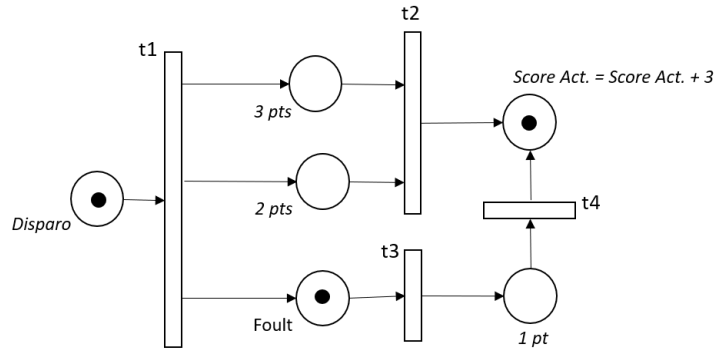 t2
t1
Score Act. = Score Act. + 3
3 pts
2 pts
t4
Disparo
t3
Foult
1 pt